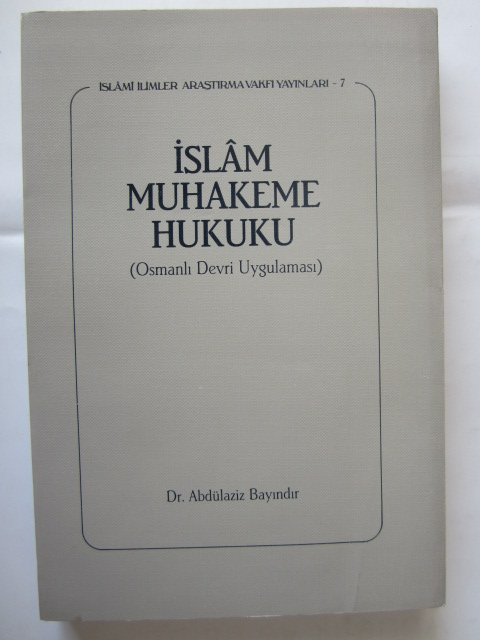 İSLÂMİ İLİMLER ARAŞTIRMA VAKFI YAYINLARI - 7
İSLÂM
MUHAKEME
HUKUKU
(Osmanlı Devri Uygulaması)
Dr. Abdülaziz Bayındır